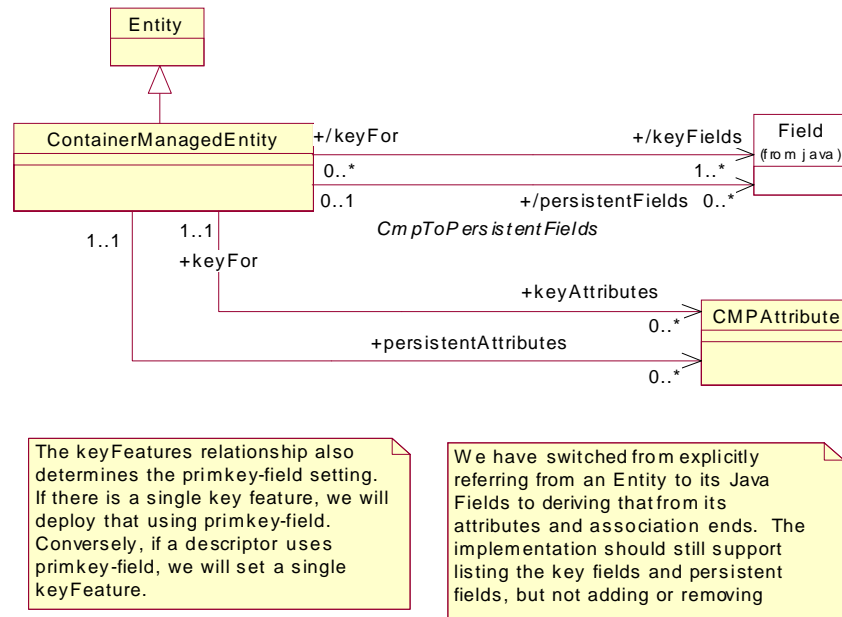 Entity
ContainerManagedEntity
+/keyFor
+/keyFields
Field
(from java)
0..*
1..*
0..1
+/persistentFields
0..*
CmpToPersistentFields
1..1
1..1
+keyFor
+keyAttributes
0..*
CMPAttribute
+persistentAttributes
0..*
The keyFeatures relationship also
determines the primkey-field setting.
If there is a single key feature, we will
deploy that using primkey-field.
Conversely, if a descriptor uses
primkey-field, we will set a single
keyFeature.
We have switched from explicitly
referring from an Entity to its Java
Fields to deriving that from its
attributes and association ends. The
implementation should still support
listing the key fields and persistent
fields, but not adding or removing